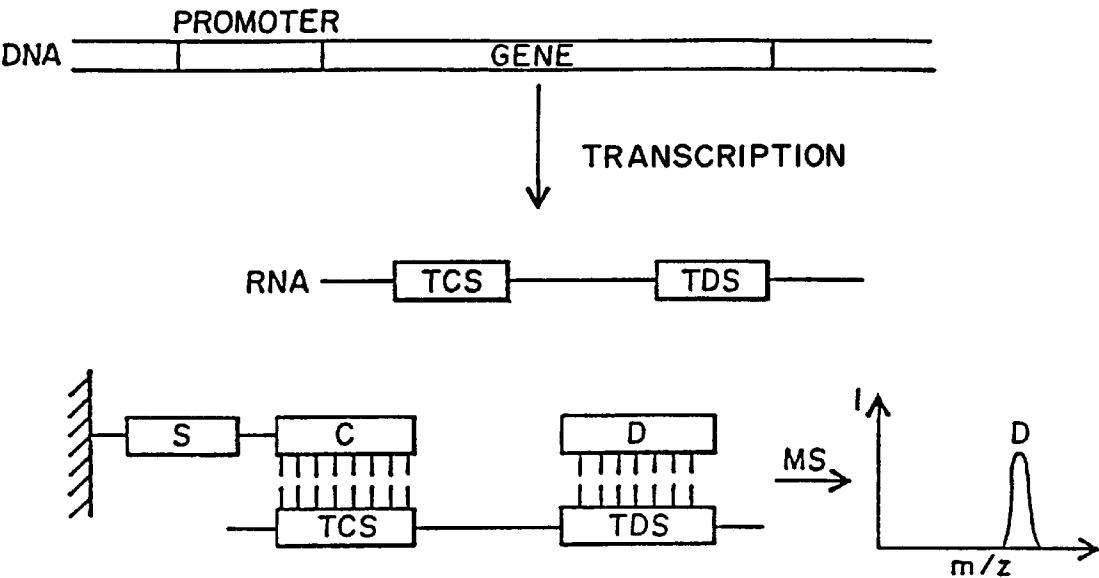 PROMOTER
DNA GENE
TRANSCRIPTION
RNA TCS TDS
S C D
TCS TDS
MS
I
D
m/z